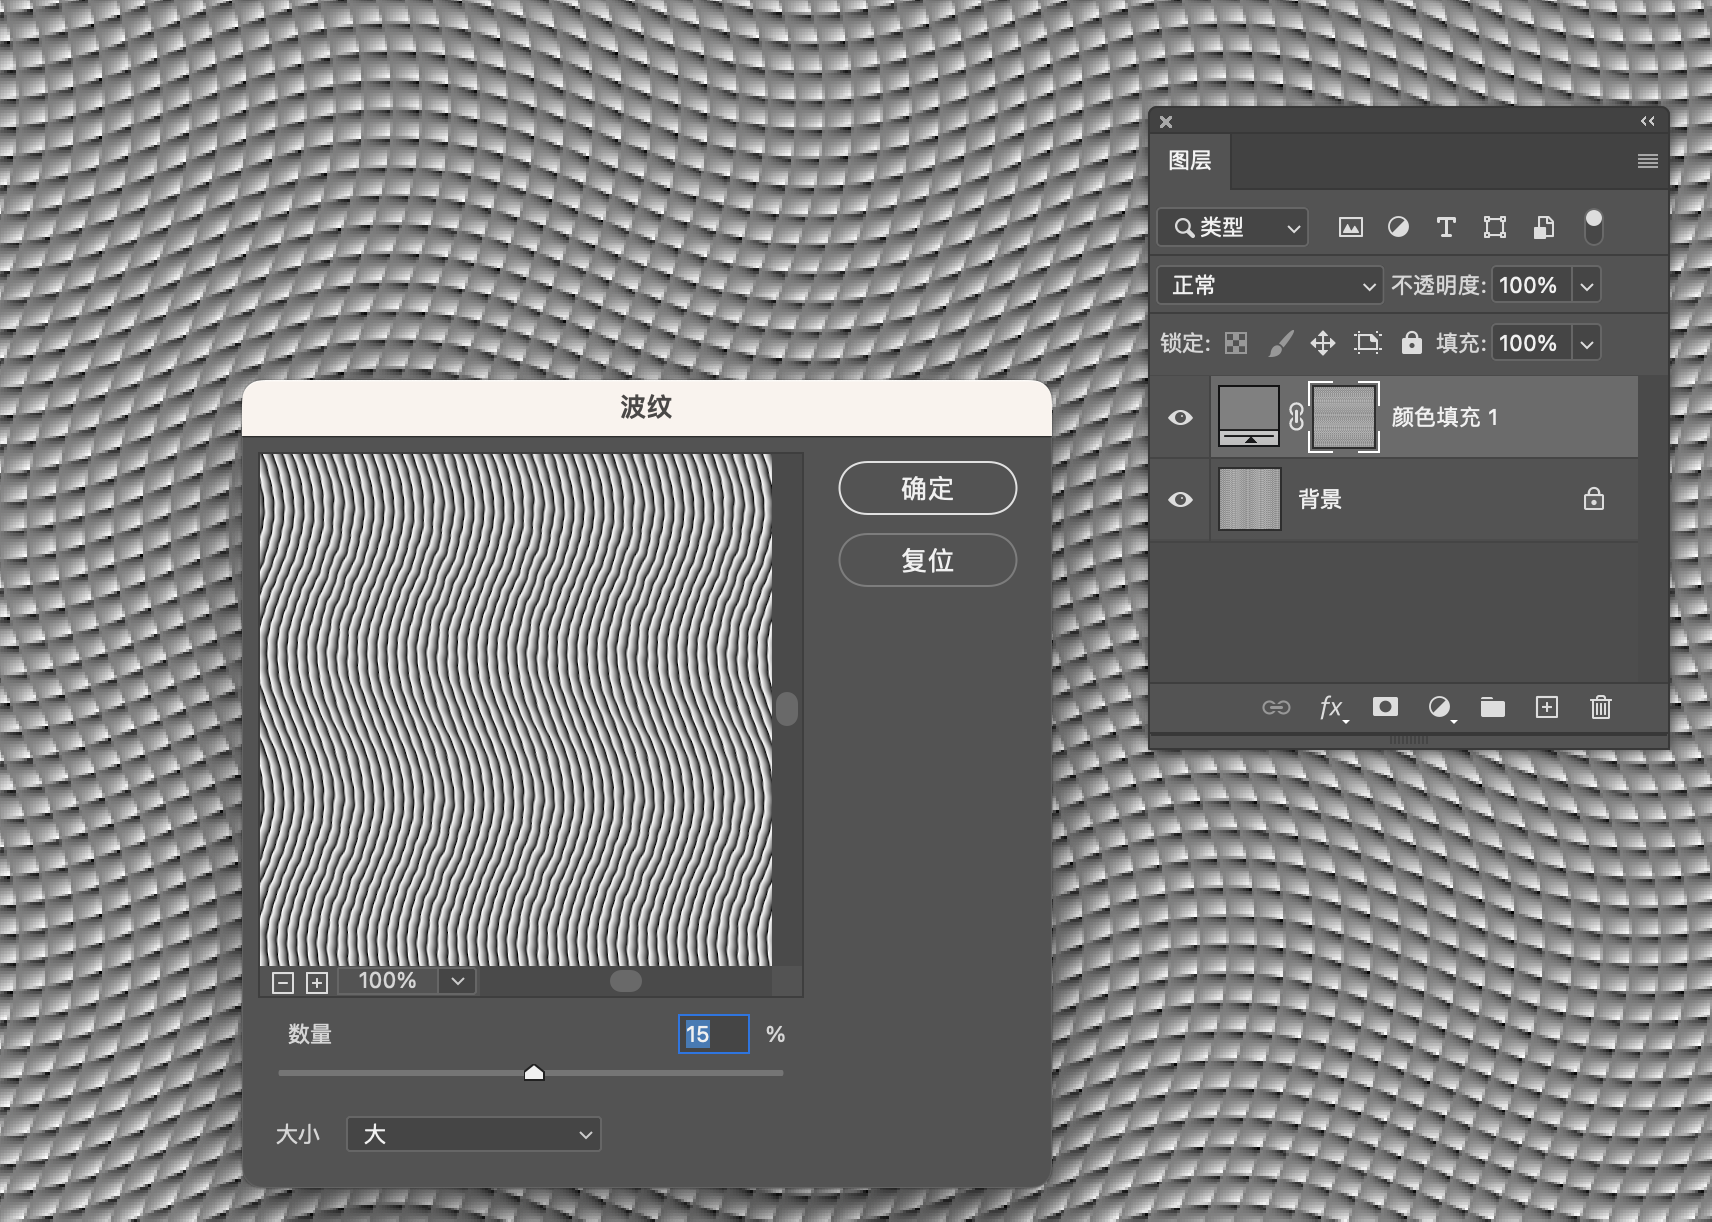 图层
类型
正常
不透明度: 100%
锁定:
填充: 100%
颜色填充 1
背景
fx
波纹
确定
复位
100%
数量
15 %
大小
大